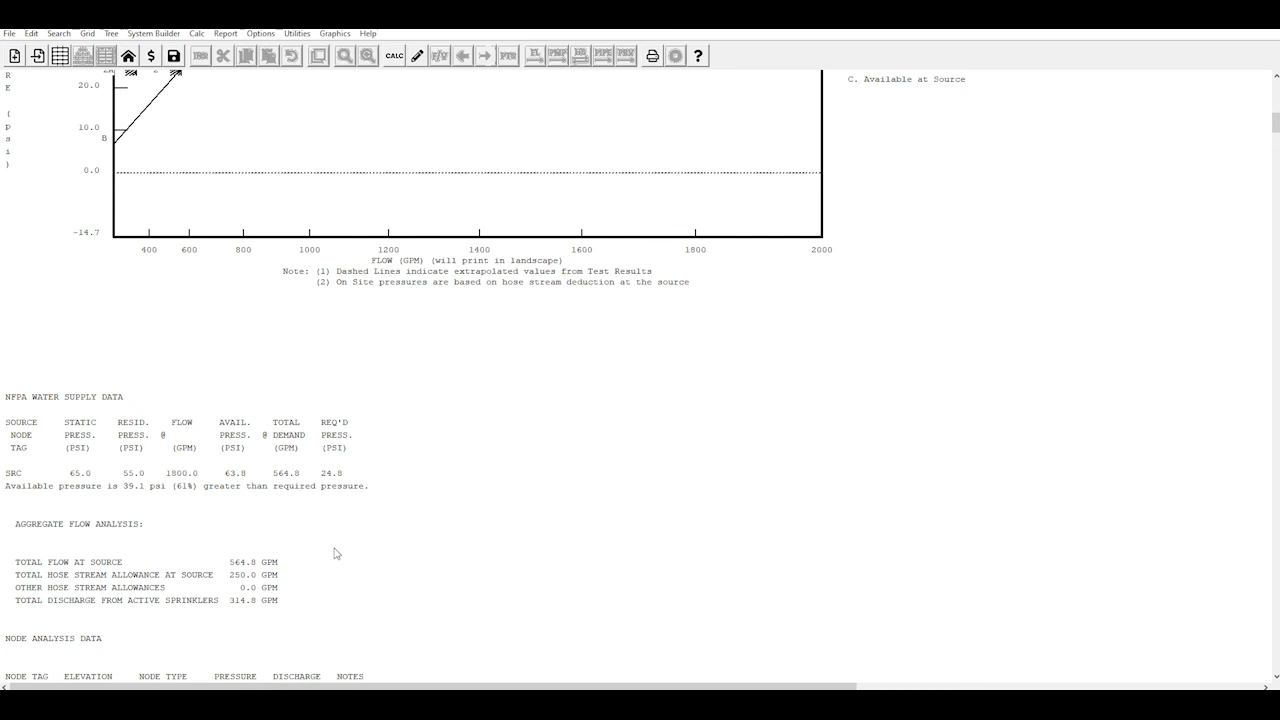 File Edit Search Grid Tree System Builder Calc Report Options Utilities Graphics Help
$ CALC F/W PTR EL PMP HD PIPE PRN ?
R
E
(
p
s
i
)
20.0
10.0
B
0.0
-14.7
400 600 800 1000 1200 1400 1600 1800 2000
FLOW (GPM) (will print in landscape)
Note: (1) Dashed Lines indicate extrapolated values from Test Results
(2) On Site pressures are based on hose stream deduction at the source
C. Available at Source
NFPA WATER SUPPLY DATA
SOURCE STATIC RESID. FLOW AVAIL. TOTAL REQ'D
NODE PRESS. PRESS. @ PRESS. @ DEMAND PRESS.
TAG (PSI) (PSI) (GPM) (PSI) (GPM) (PSI)
SRC 65.0 55.0 1800.0 63.8 564.8 24.8
Available pressure is 39.1 psi (61%) greater than required pressure.
AGGREGATE FLOW ANALYSIS:
TOTAL FLOW AT SOURCE 564.8 GPM
TOTAL HOSE STREAM ALLOWANCE AT SOURCE 250.0 GPM
OTHER HOSE STREAM ALLOWANCES 0.0 GPM
TOTAL DISCHARGE FROM ACTIVE SPRINKLERS 314.8 GPM
NODE ANALYSIS DATA
NODE TAG ELEVATION NODE TYPE PRESSURE DISCHARGE NOTES